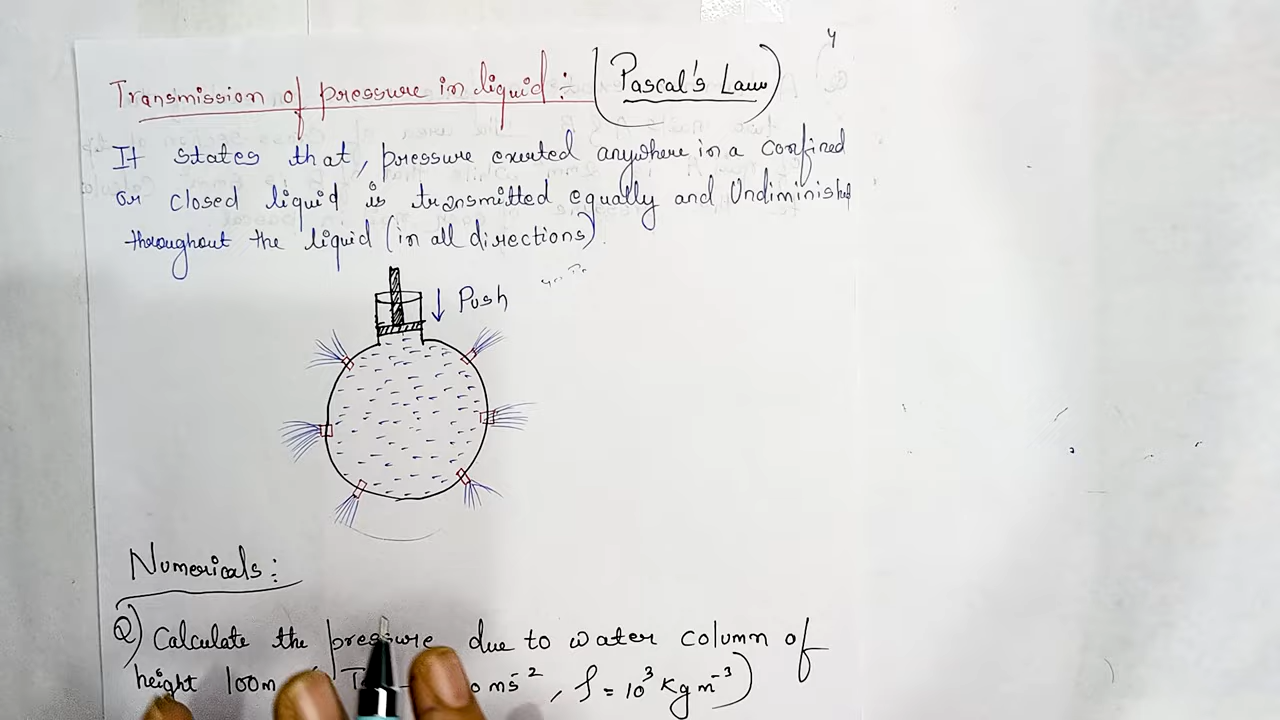 4
Transmission of pressure in liquid :- (Pascal's Law)
It states that, pressure exerted anywhere in a confined
or closed liquid is transmitted equally and Undiminished
throughout the liquid (in all directions).
Push
Numericals:
Q) Calculate the pressure due to water column of
height 100m ms⁻², ρ = 10³ Kg m⁻³)